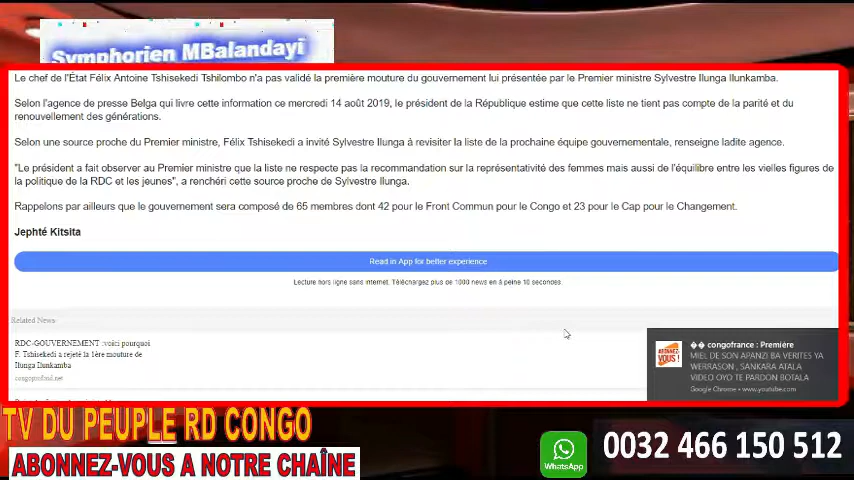 Symphorien MBalandayi
Le chef de l'État Félix Antoine Tshisekedi Tshilombo n'a pas validé la première mouture du gouvernement lui présentée par le Premier ministre Sylvestre Ilunga Ilunkamba.
Selon l'agence de presse Belga qui livre cette information ce mercredi 14 août 2019, le président de la République estime que cette liste ne tient pas compte de la parité et du
renouvellement des générations.
Selon une source proche du Premier ministre, Félix Tshisekedi a invité Sylvestre Ilunga à revisiter la liste de la prochaine équipe gouvernementale, renseigne ladite agence.
"Le président a fait observer au Premier ministre que la liste ne respecte pas la recommandation sur la représentativité des femmes mais aussi de l'équilibre entre les vielles figures de
la politique de la RDC et les jeunes", a renchéri cette source proche de Sylvestre Ilunga.
Rappelons par ailleurs que le gouvernement sera composé de 65 membres dont 42 pour le Front Commun pour le Congo et 23 pour le Cap pour le Changement.
Jephté Kitsita
Read in App for better experience
Lecture hors ligne sans internet. Téléchargez plus de 1000 news en à peine 10 secondes.
Related News
RDC-GOUVERNEMENT :voici pourquoi
F. Tshisekedi a rejeté la 1ère mouture de
Ilunga Ilunkamba
congoprofond.net
ABONNEZ-
VOUS !
�� congofrance : Première
MIEL DE SON APANZI BA VERITES YA
WERRASON , SANKARA ATALA
VIDEO OYO TE PARDON BOTALA
Google Chrome • www.youtube.com
TV DU PEUPLE RD CONGO
ABONNEZ-VOUS A NOTRE CHAÎNE
WhatsApp
0032 466 150 512